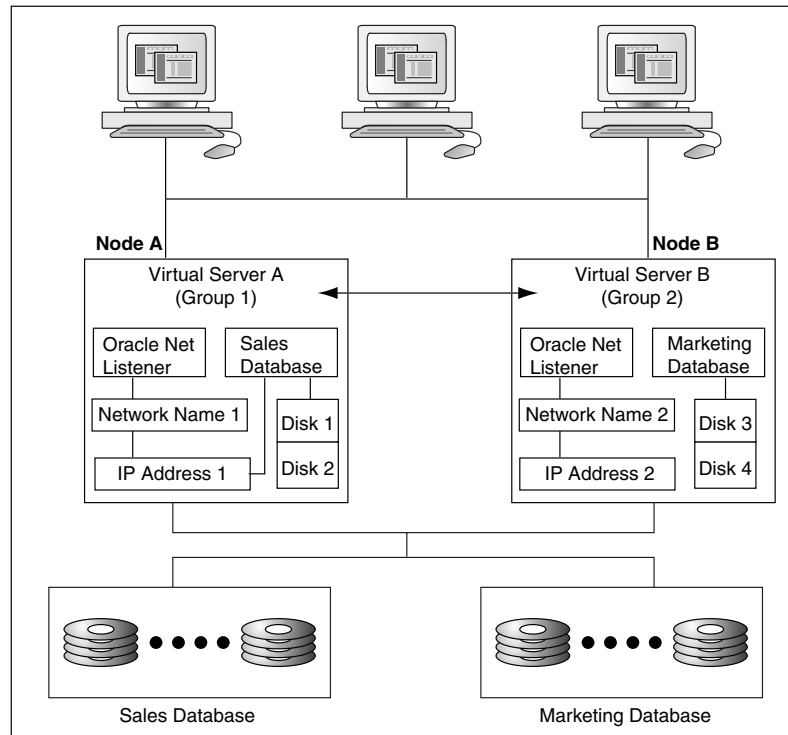 Node A
Node B
Virtual Server A
(Group 1)
Virtual Server B
(Group 2)
Oracle Net
Listener
Sales
Database
Oracle Net
Listener
Marketing
Database
Network Name 1
Disk 1
Network Name 2
Disk 3
IP Address 1
Disk 2
IP Address 2
Disk 4
Sales Database
Marketing Database